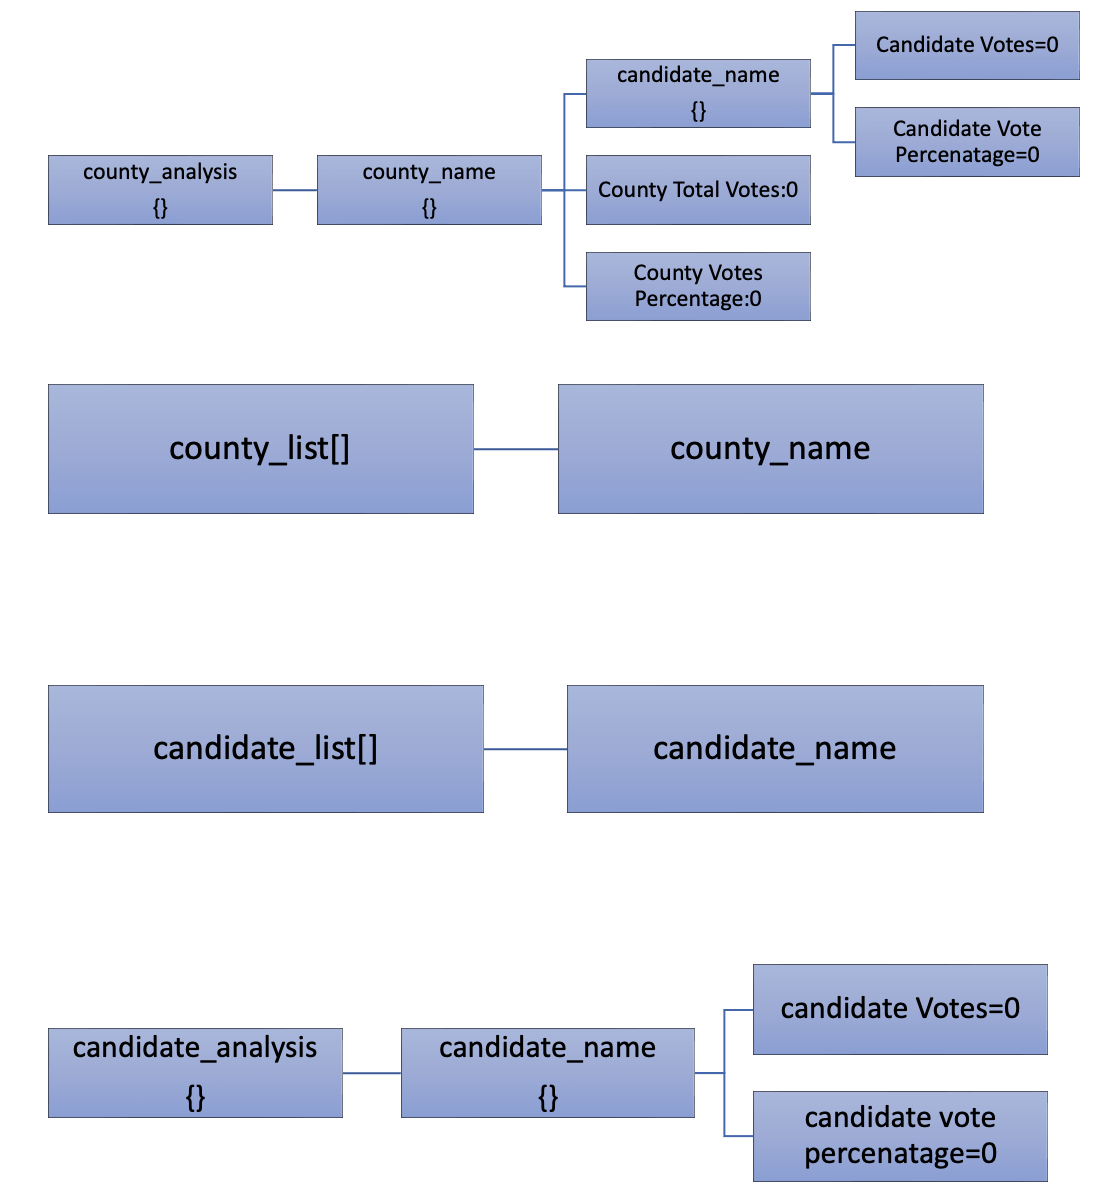 Candidate Votes=0
candidate_name
{}
Candidate Vote
Percenatage=0
county_analysis
{}
county_name
{}
County Total Votes:0
County Votes
Percentage:0
county_list[]
county_name
candidate_list[]
candidate_name
candidate_analysis
{}
candidate_name
{}
candidate Votes=0
candidate vote
percenatage=0